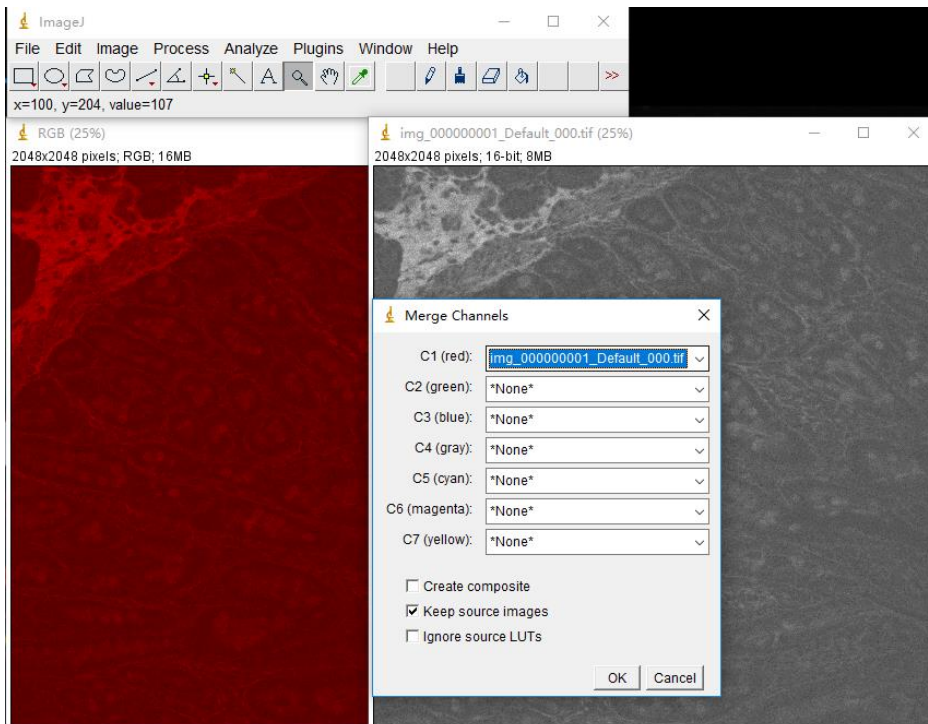 ImageJ
File Edit Image Process Analyze Plugins Window Help
A >>
x=100, y=204, value=107
RGB (25%)
2048x2048 pixels; RGB; 16MB
img_000000001_Default_000.tif (25%)
2048x2048 pixels; 16-bit; 8MB
Merge Channels
C1 (red): img_000000001_Default_000.tif
C2 (green): *None*
C3 (blue): *None*
C4 (gray): *None*
C5 (cyan): *None*
C6 (magenta): *None*
C7 (yellow): *None*
Create composite
Keep source images
Ignore source LUTs
OK Cancel